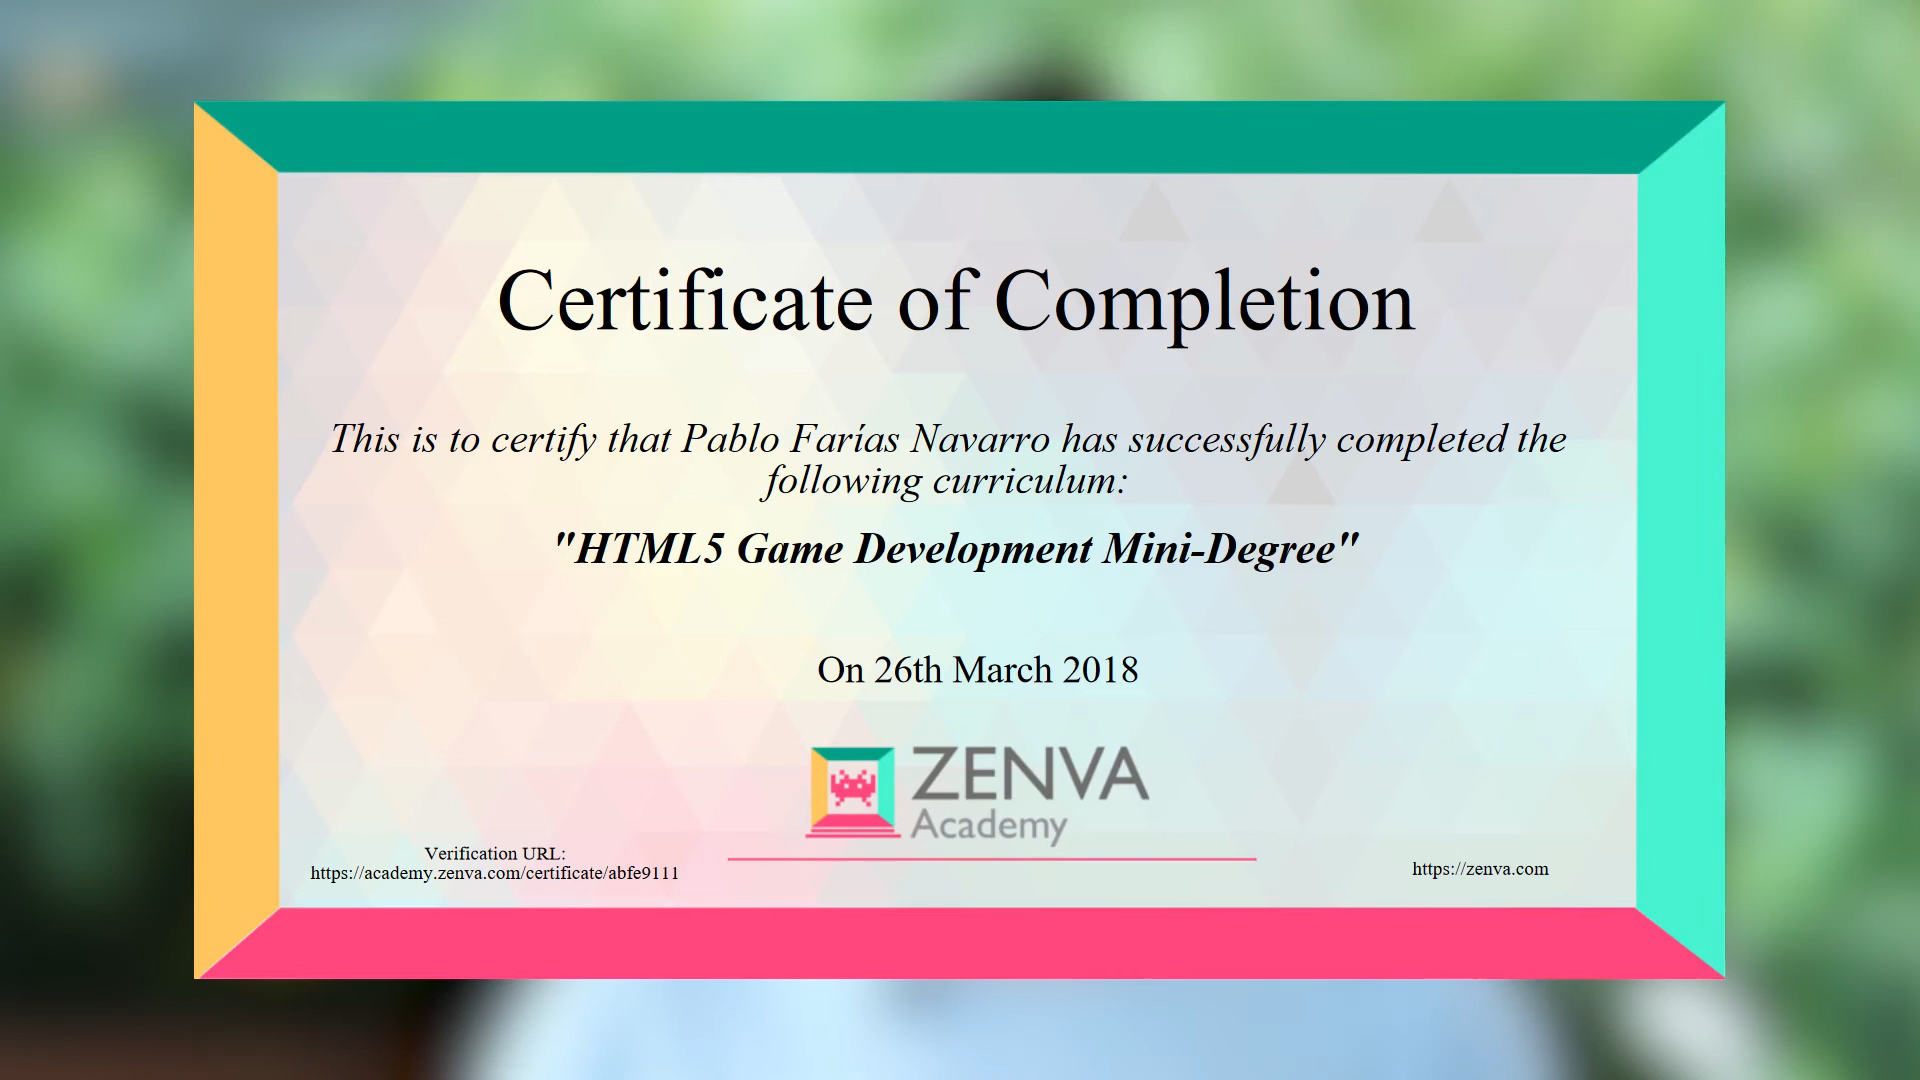 Certificate of Completion
This is to certify that Pablo Farías Navarro has successfully completed the
following curriculum:
"HTML5 Game Development Mini-Degree"
On 26th March 2018
ZENVA
Academy
Verification URL:
https://academy.zenva.com/certificate/abfe9111
https://zenva.com